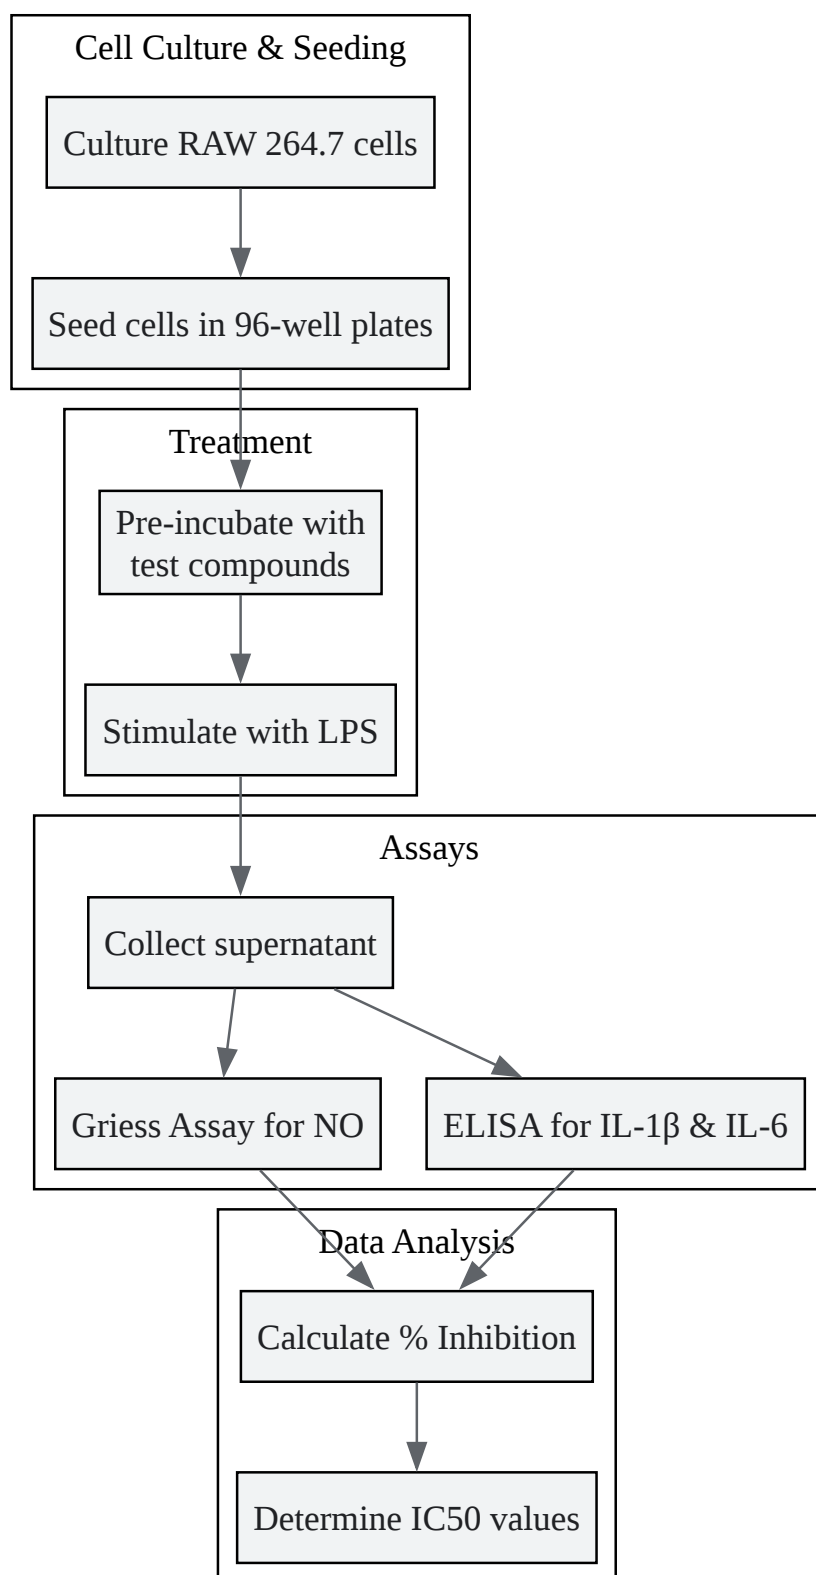 Cell Culture & Seeding
Culture RAW 264.7 cells
Seed cells in 96-well plates
Treatment
Pre-incubate with
test compounds
Stimulate with LPS
Assays
Collect supernatant
Griess Assay for NO
ELISA for IL-1β & IL-6
Data Analysis
Calculate % Inhibition
Determine IC50 values